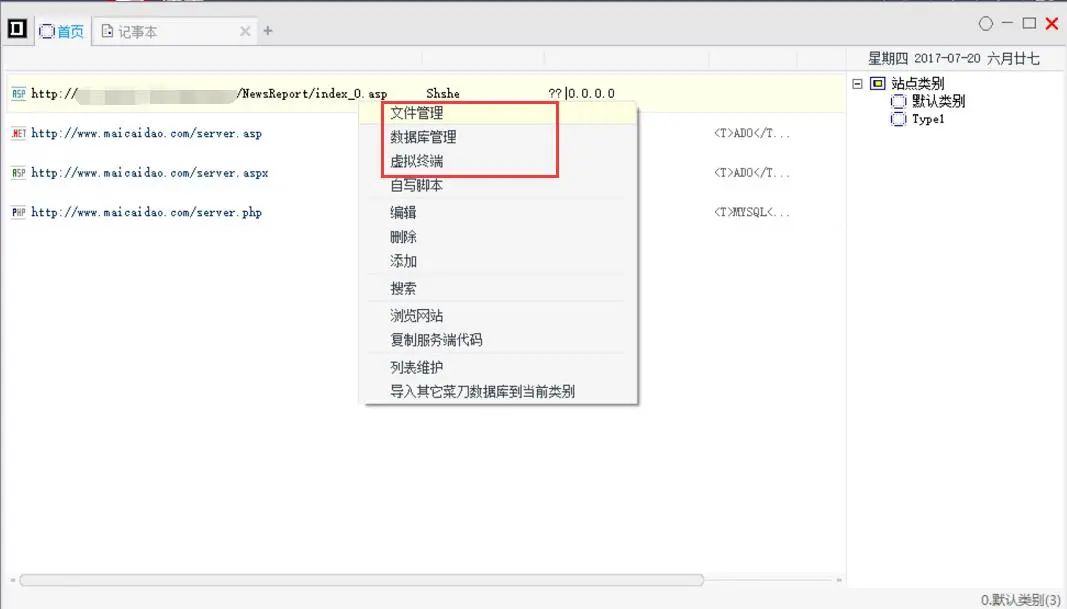 首页 记事本
星期四 2017-07-20 六月廿七
ASP http:// /NewsReport/index_0.asp Shshe ??|0.0.0.0
.NET http://www.maicaidao.com/server.asp <T>ADO</T...
ASP http://www.maicaidao.com/server.aspx <T>ADO</T...
PHP http://www.maicaidao.com/server.php <T>MYSQL<...
文件管理
数据库管理
虚拟终端
自写脚本
编辑
删除
添加
搜索
浏览网站
复制服务端代码
列表维护
导入其它菜刀数据库到当前类别
站点类别
默认类别
Type1
0.默认类别(3)